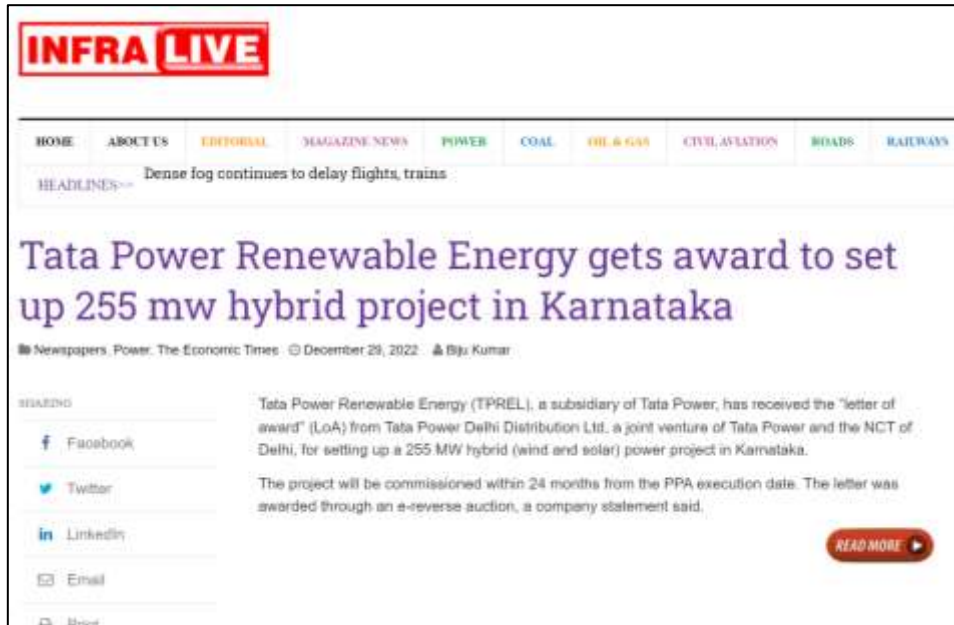 INFRA LIVE
HOME ABOUT US EDITORIAL MAGAZINE NEWS POWER COAL OIL & GAS CIVIL AVIATION ROADS RAILWAYS
HEADLINES>> Dense fog continues to delay flights, trains
Tata Power Renewable Energy gets award to set
up 255 mw hybrid project in Karnataka
Newspapers, Power, The Economic Times December 29, 2022 Biju Kumar
SHARING
Facebook
Twitter
LinkedIn
Email
Print
Tata Power Renewable Energy (TPREL), a subsidiary of Tata Power, has received the "letter of
award" (LoA) from Tata Power Delhi Distribution Ltd, a joint venture of Tata Power and the NCT of
Delhi, for setting up a 255 MW hybrid (wind and solar) power project in Karnataka.
The project will be commissioned within 24 months from the PPA execution date. The letter was
awarded through an e-reverse auction, a company statement said.
READ MORE